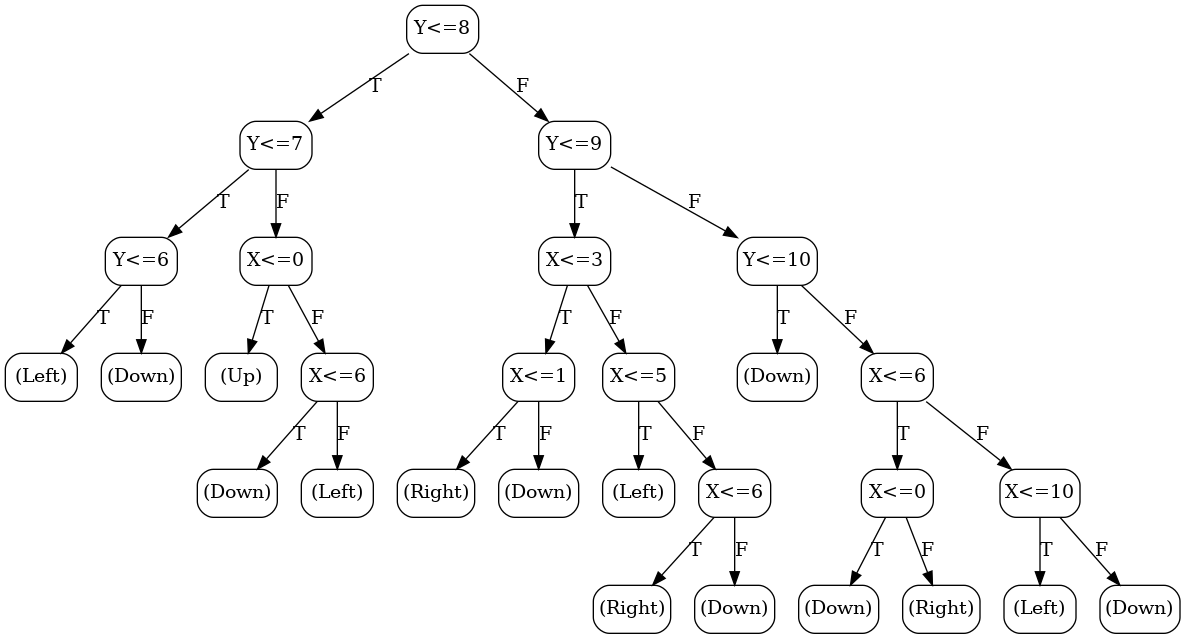 Y<=8
T
F
Y<=7
Y<=9
T
F
T
F
Y<=6
X<=0
X<=3
Y<=10
T
F
T
F
T
F
T
F
(Left)
(Down)
(Up)
X<=6
X<=1
X<=5
(Down)
X<=6
T
F
T
F
T
F
T
F
(Down)
(Left)
(Right)
(Down)
(Left)
X<=6
X<=0
X<=10
T
F
T
F
T
F
(Right)
(Down)
(Down)
(Right)
(Left)
(Down)